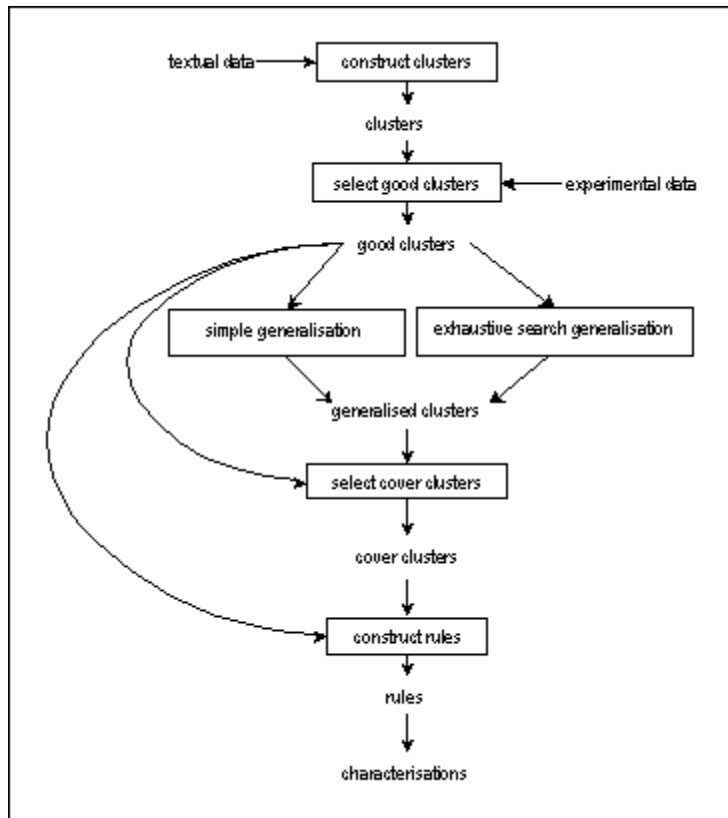 textual data
construct clusters
clusters
select good clusters
experimental data
good clusters
simple generalisation
exhaustive search generalisation
generalised clusters
select cover clusters
cover clusters
construct rules
rules
characterisations